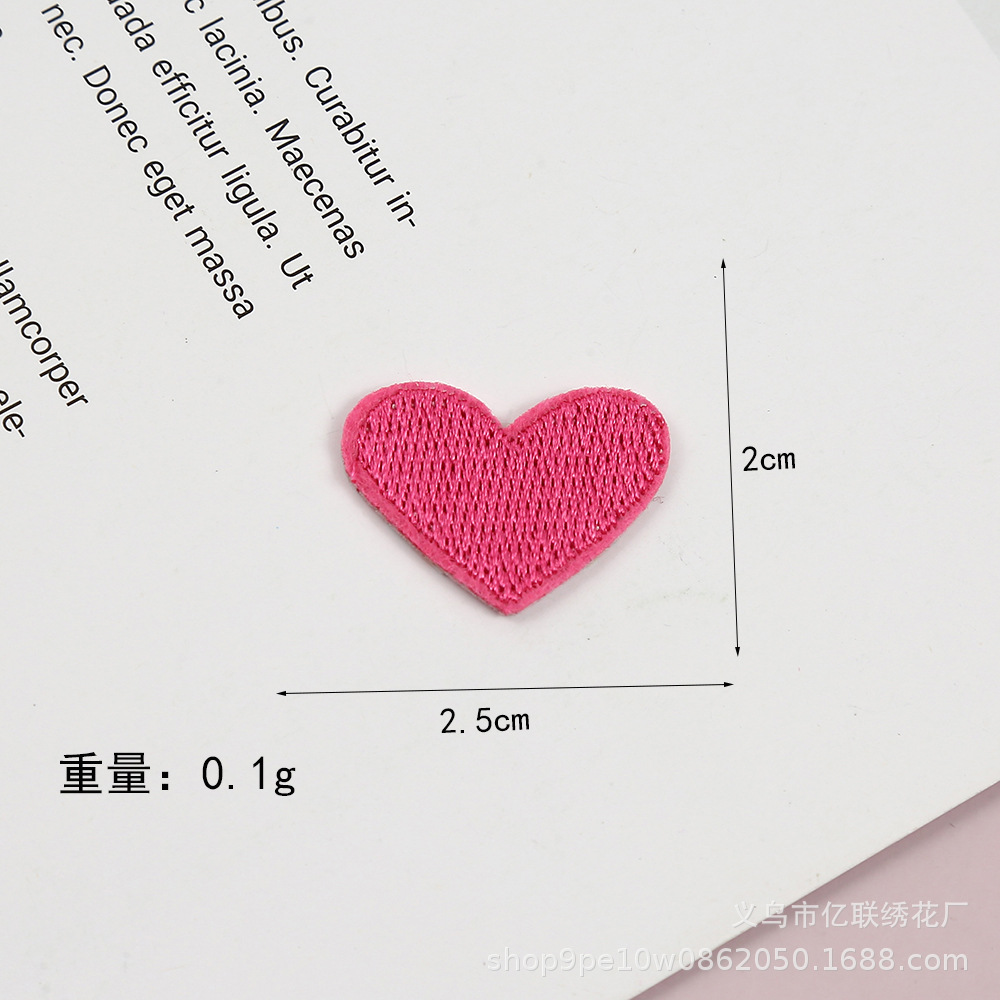 ibus. Curabitur in-
c lacinia. Maecenas
uada efficitur ligula. Ut
nec. Donec eget massa
llamcorper
ele-
2cm
2.5cm
重量：0.1g
义乌市亿联绣花厂
shop9pe10w0862050.1688.com